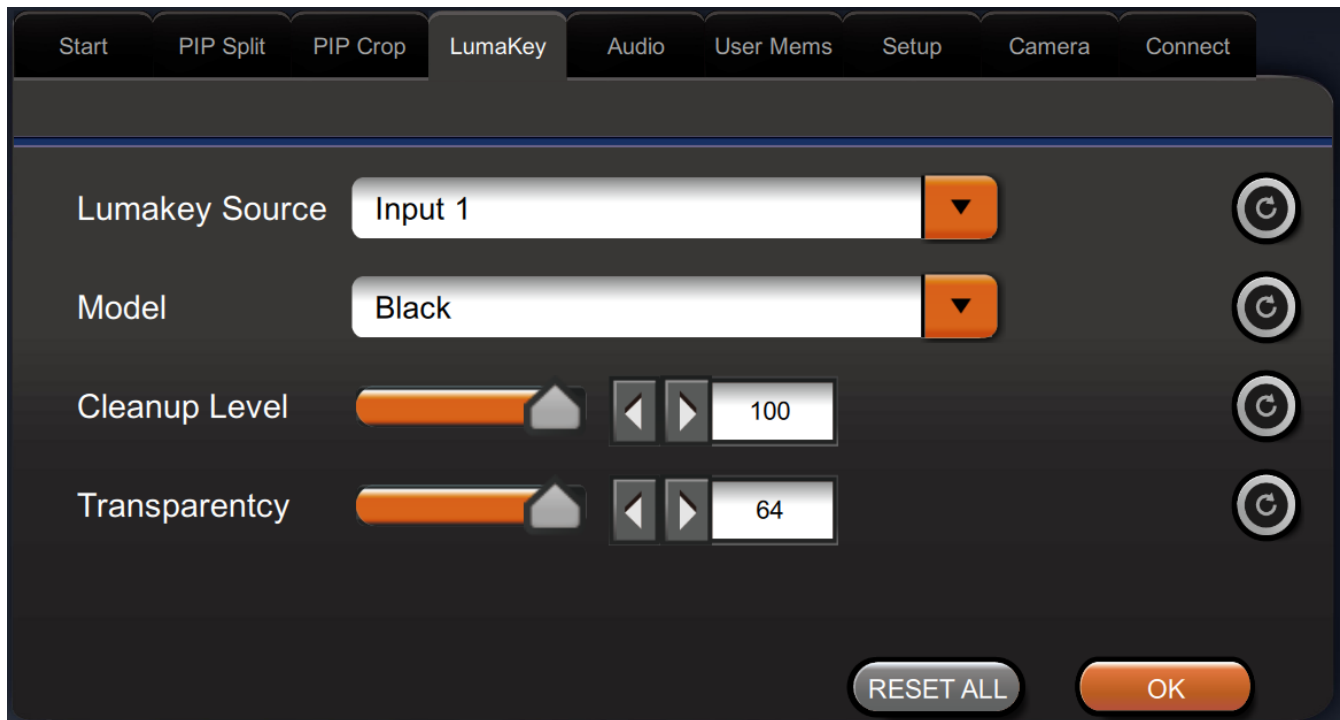 Start PIP Split PIP Crop LumaKey Audio User Mems Setup Camera Connect
Lumakey Source Input 1
Model Black
Cleanup Level 100
Transparentcy 64
RESET ALL OK